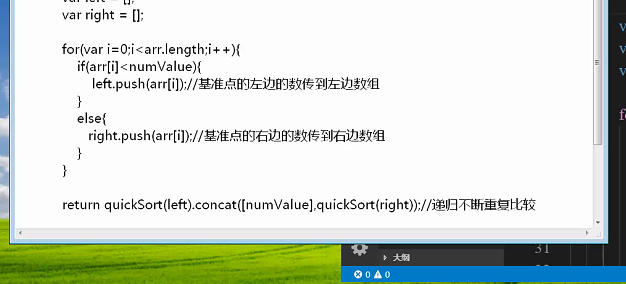 var right = [];
for(var i=0;i<arr.length;i++){
if(arr[i]<numValue){
left.push(arr[i]);//基准点的左边的数传到左边数组
}
else{
right.push(arr[i]);//基准点的右边的数传到右边数组
}
}
return quickSort(left).concat([numValue],quickSort(right));//递归不断重复比较
31
大纲
0 0